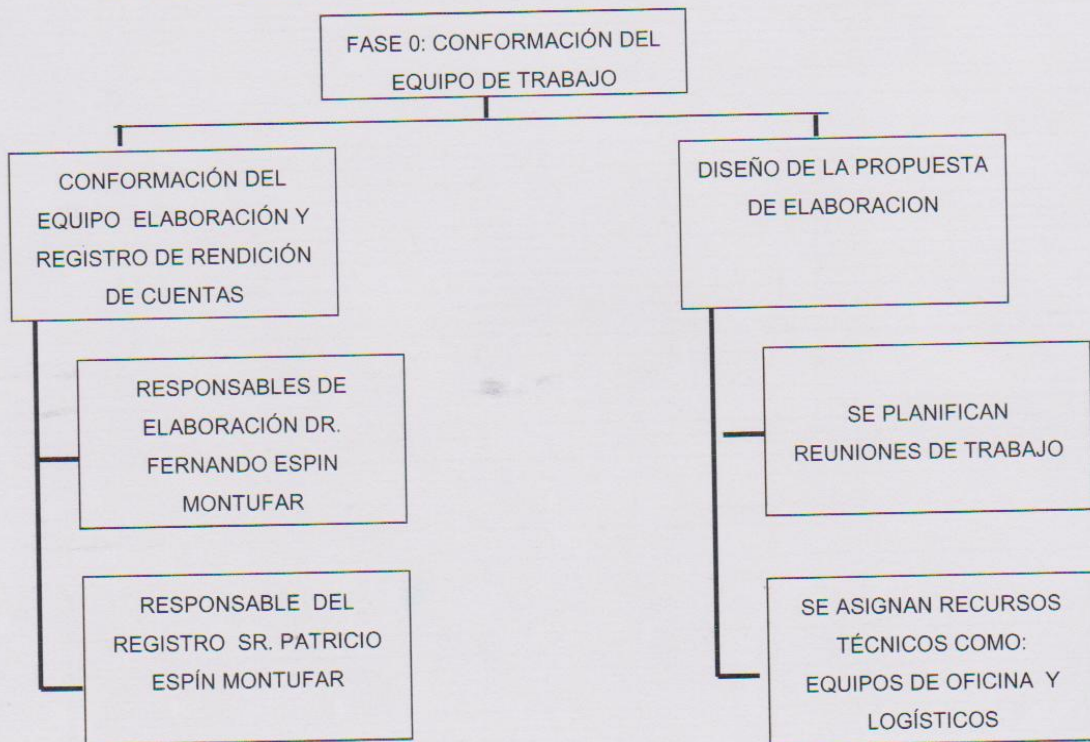 FASE 0: CONFORMACIÓN DEL
EQUIPO DE TRABAJO
CONFORMACIÓN DEL
EQUIPO ELABORACIÓN Y
REGISTRO DE RENDICIÓN
DE CUENTAS
RESPONSABLES DE
ELABORACIÓN DR.
FERNANDO ESPIN
MONTUFAR
RESPONSABLE DEL
REGISTRO SR. PATRICIO
ESPÍN MONTUFAR
DISEÑO DE LA PROPUESTA
DE ELABORACION
SE PLANIFICAN
REUNIONES DE TRABAJO
SE ASIGNAN RECURSOS
TÉCNICOS COMO:
EQUIPOS DE OFICINA Y
LOGÍSTICOS